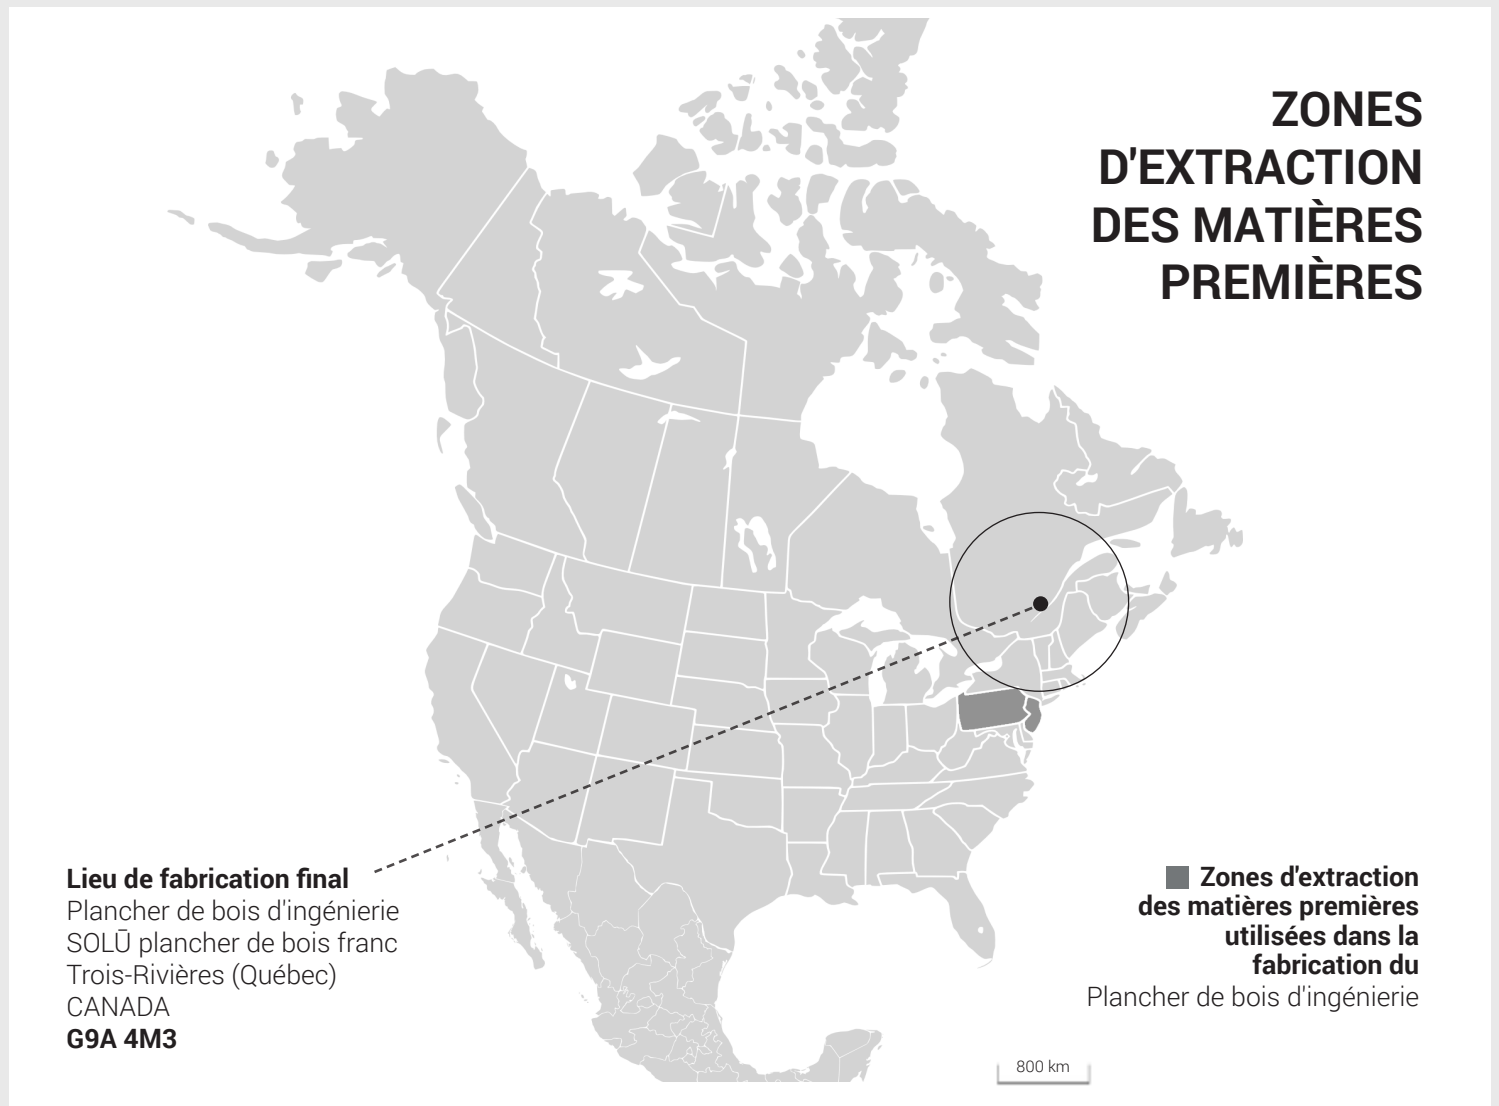 ZONES
D'EXTRACTION
DES MATIÈRES
PREMIÈRES
Lieu de fabrication final
Plancher de bois d'ingénierie
SOLŪ plancher de bois franc
Trois-Rivières (Québec)
CANADA
G9A 4M3
Zones d'extraction
des matières premières
utilisées dans la
fabrication du
Plancher de bois d'ingénierie
800 km